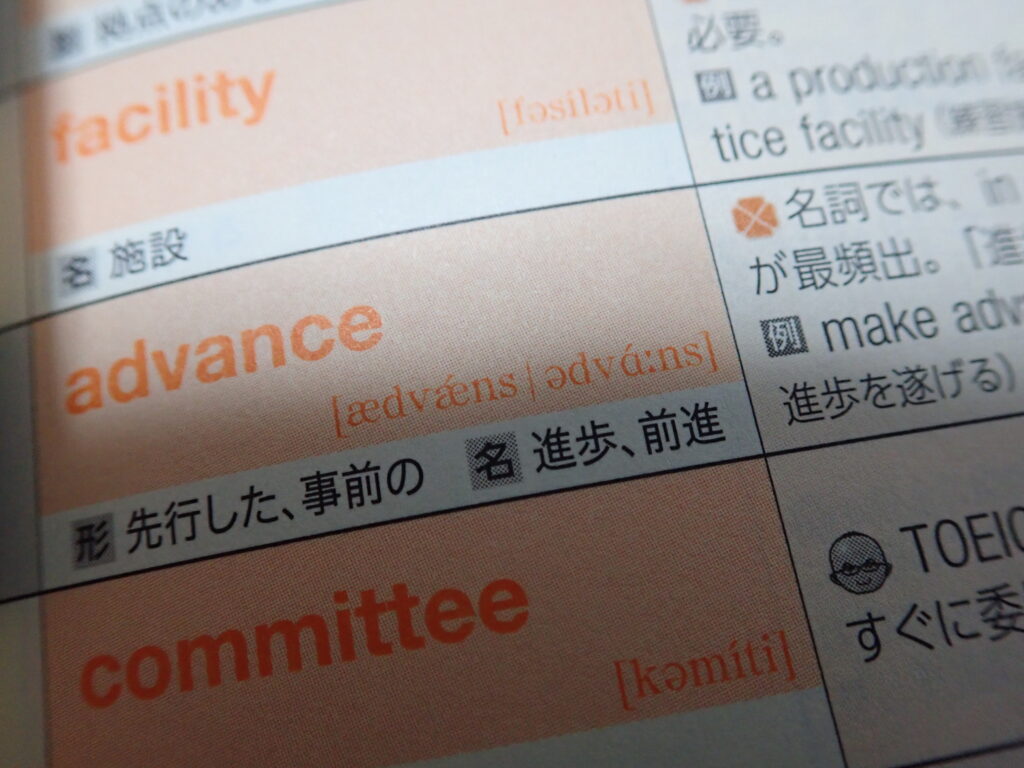 facility
[fəsíləti]
名 施設
advance
[ædvǽns | ədvɑ́ːns]
形 先行した、事前の 名 進歩、前進
committee
[kəmíti]
必要。
例 a production
tice facility
名詞では、in
が最頻出。「進
例 make adv
進歩を遂げる)
TOEIC
すぐに委